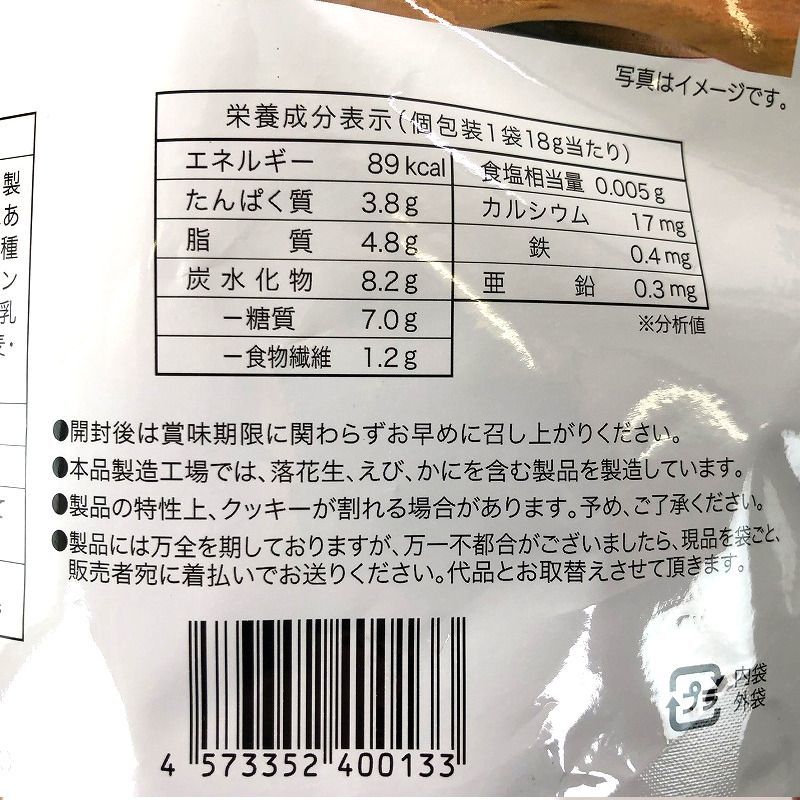 写真はイメージです。
栄養成分表示(個包装1袋18g当たり)
エネルギー 89kcal
たんぱく質 3.8g
脂質 4.8g
炭水化物 8.2g
－糖質 7.0g
－食物繊維 1.2g
食塩相当量 0.005g
カルシウム 17mg
鉄 0.4mg
亜鉛 0.3mg
※分析値
製
あ
種
ン
乳
●開封後は賞味期限に関わらずお早めに召し上がりください。
●本品製造工場では、落花生、えび、かにを含む製品を製造しています。
●製品の特性上、クッキーが割れる場合があります。予め、ご了承ください。
●製品には万全を期しておりますが、万一不都合がございましたら、現品を袋ごと、
販売者宛に着払いでお送りください。代品とお取替えさせて頂きます。
4 573352 400133
プラ
内袋
外袋